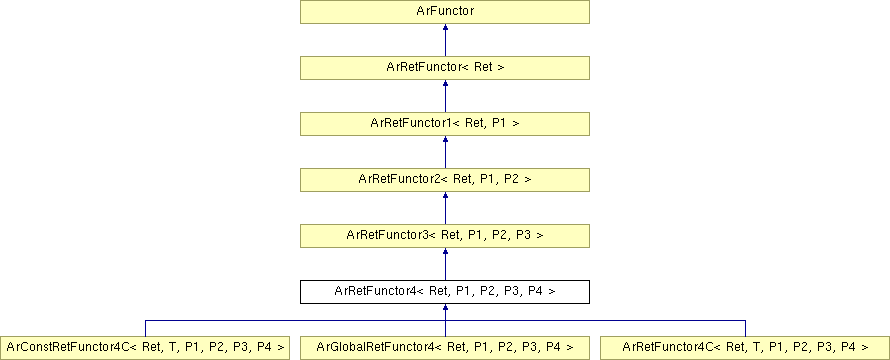 ArFunctor
ArRetFunctor< Ret >
ArRetFunctor1< Ret, P1 >
ArRetFunctor2< Ret, P1, P2 >
ArRetFunctor3< Ret, P1, P2, P3 >
ArRetFunctor4< Ret, P1, P2, P3, P4 >
ArConstRetFunctor4C< Ret, T, P1, P2, P3, P4 >
ArGlobalRetFunctor4< Ret, P1, P2, P3, P4 >
ArRetFunctor4C< Ret, T, P1, P2, P3, P4 >